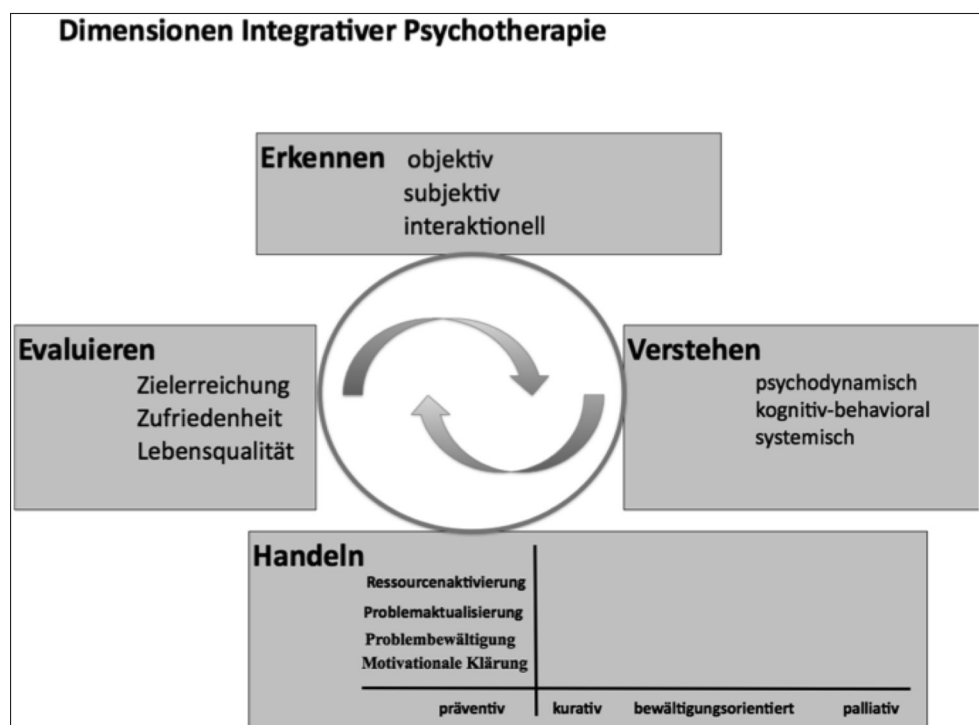 Dimensionen Integrativer Psychotherapie
Erkennen objektiv
subjektiv
interaktionell
Evaluieren
Zielerreichung
Zufriedenheit
Lebensqualität
Verstehen
psychodynamisch
kognitiv-behavioral
systemisch
Handeln
Ressourcenaktivierung
Problemaktualisierung
Problembewältigung
Motivationale Klärung
präventiv kurativ bewältigungsorientiert palliativ